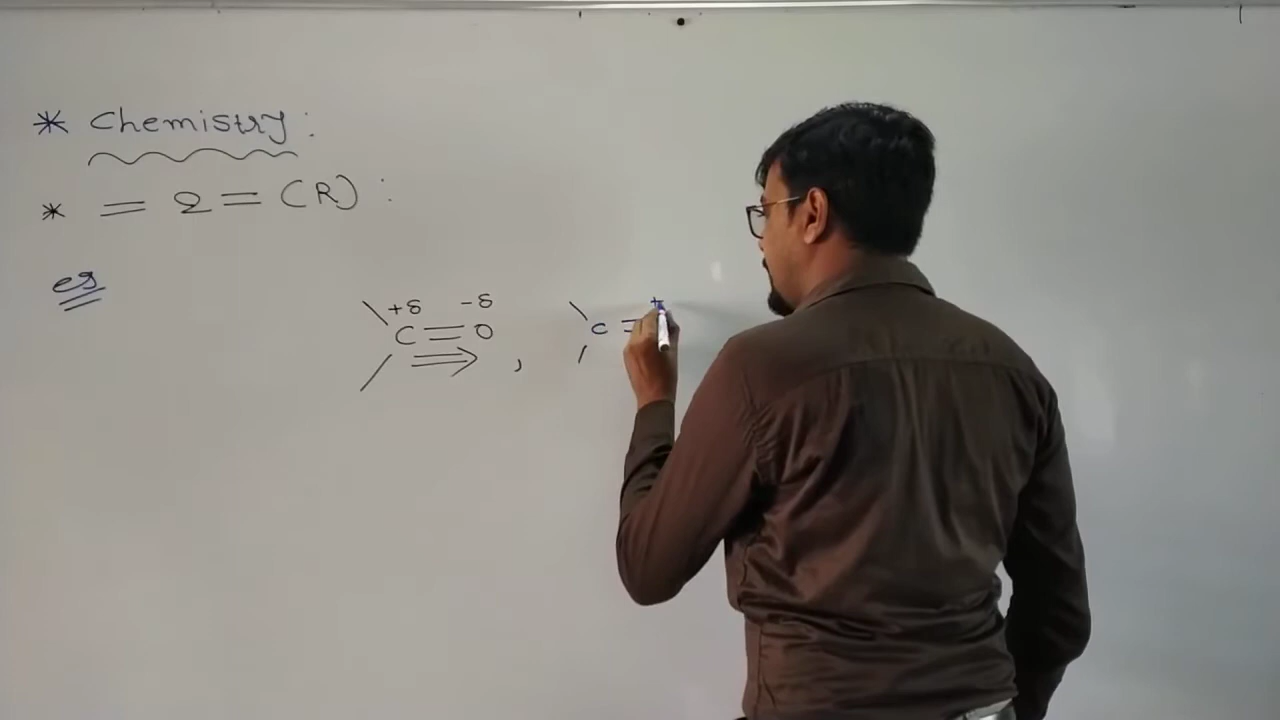 * Chemistry:
* = 2 = (R):
eg
+δ -δ
C = O , C = +